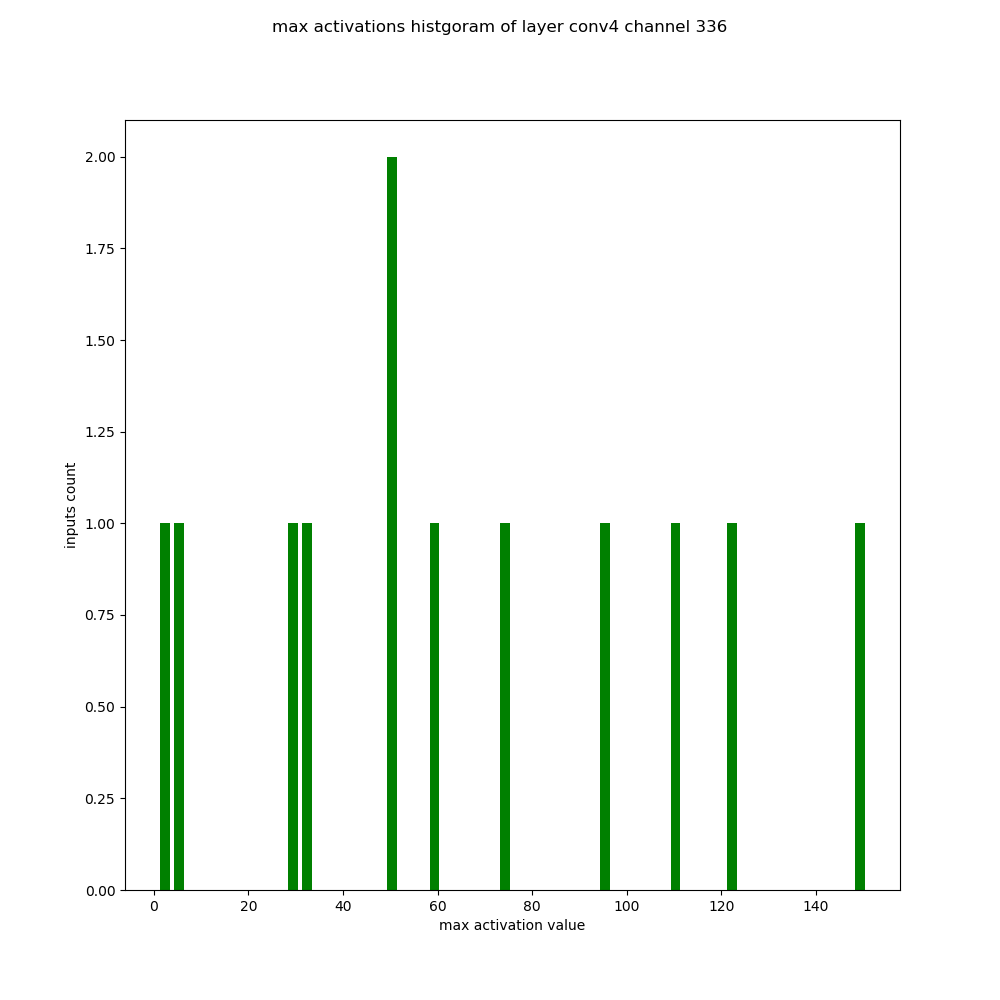 max activations histgoram of layer conv4 channel 336
2.00
1.75
1.50
1.25
1.00
0.75
0.50
0.25
0.00
inputs count
0 20 40 60 80 100 120 140
max activation value